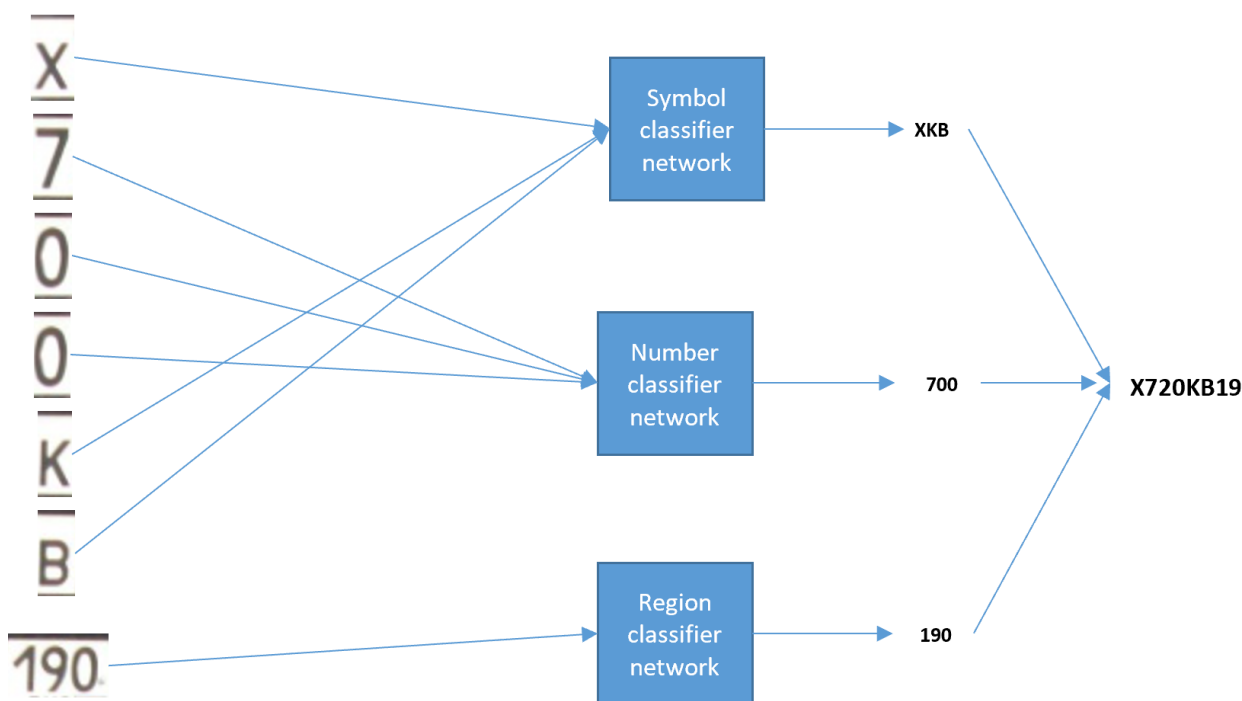 X
7
0
0
K
B
190
Symbol
classifier
network
XKB
Number
classifier
network
700
X720KB19
Region
classifier
network
190